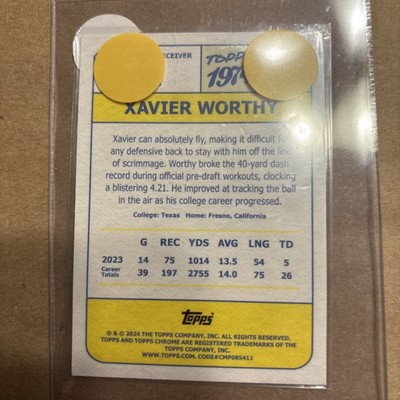 CEIVER
TOPPS
197
XAVIER WORTHY
Xavier can absolutely fly, making it difficult f
any defensive back to stay with him off the line
of scrimmage. Worthy broke the 40-yard dash
record during official pre-draft workouts, clocking
a blistering 4.21. He improved at tracking the ball
in the air as his college career progressed.
College: Texas Home: Fresno, California
G REC YDS AVG LNG TD
2023 14 75 1014 13.5 54 5
Career
Totals 39 197 2755 14.0 75 26
Topps
® & © 2024 THE TOPPS COMPANY, INC. ALL RIGHTS RESERVED.
TOPPS AND TOPPS CHROME ARE REGISTERED TRADEMARKS OF THE
TOPPS COMPANY, INC.
WWW.TOPPS.COM. CODE#CMP085411